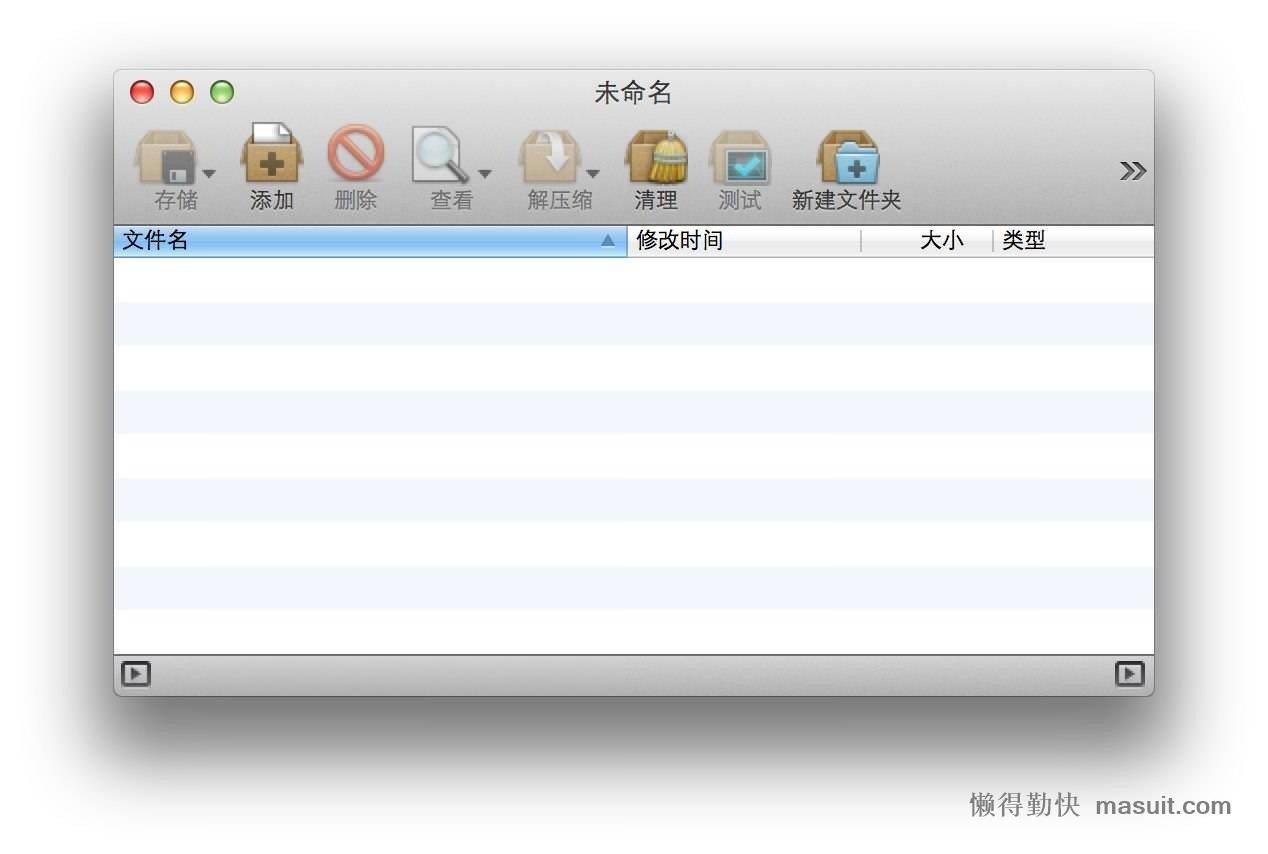 未命名
存储 添加 删除 查看 解压缩 清理 测试 新建文件夹
文件名 修改时间 大小 类型
懒得勤快 masuit.com